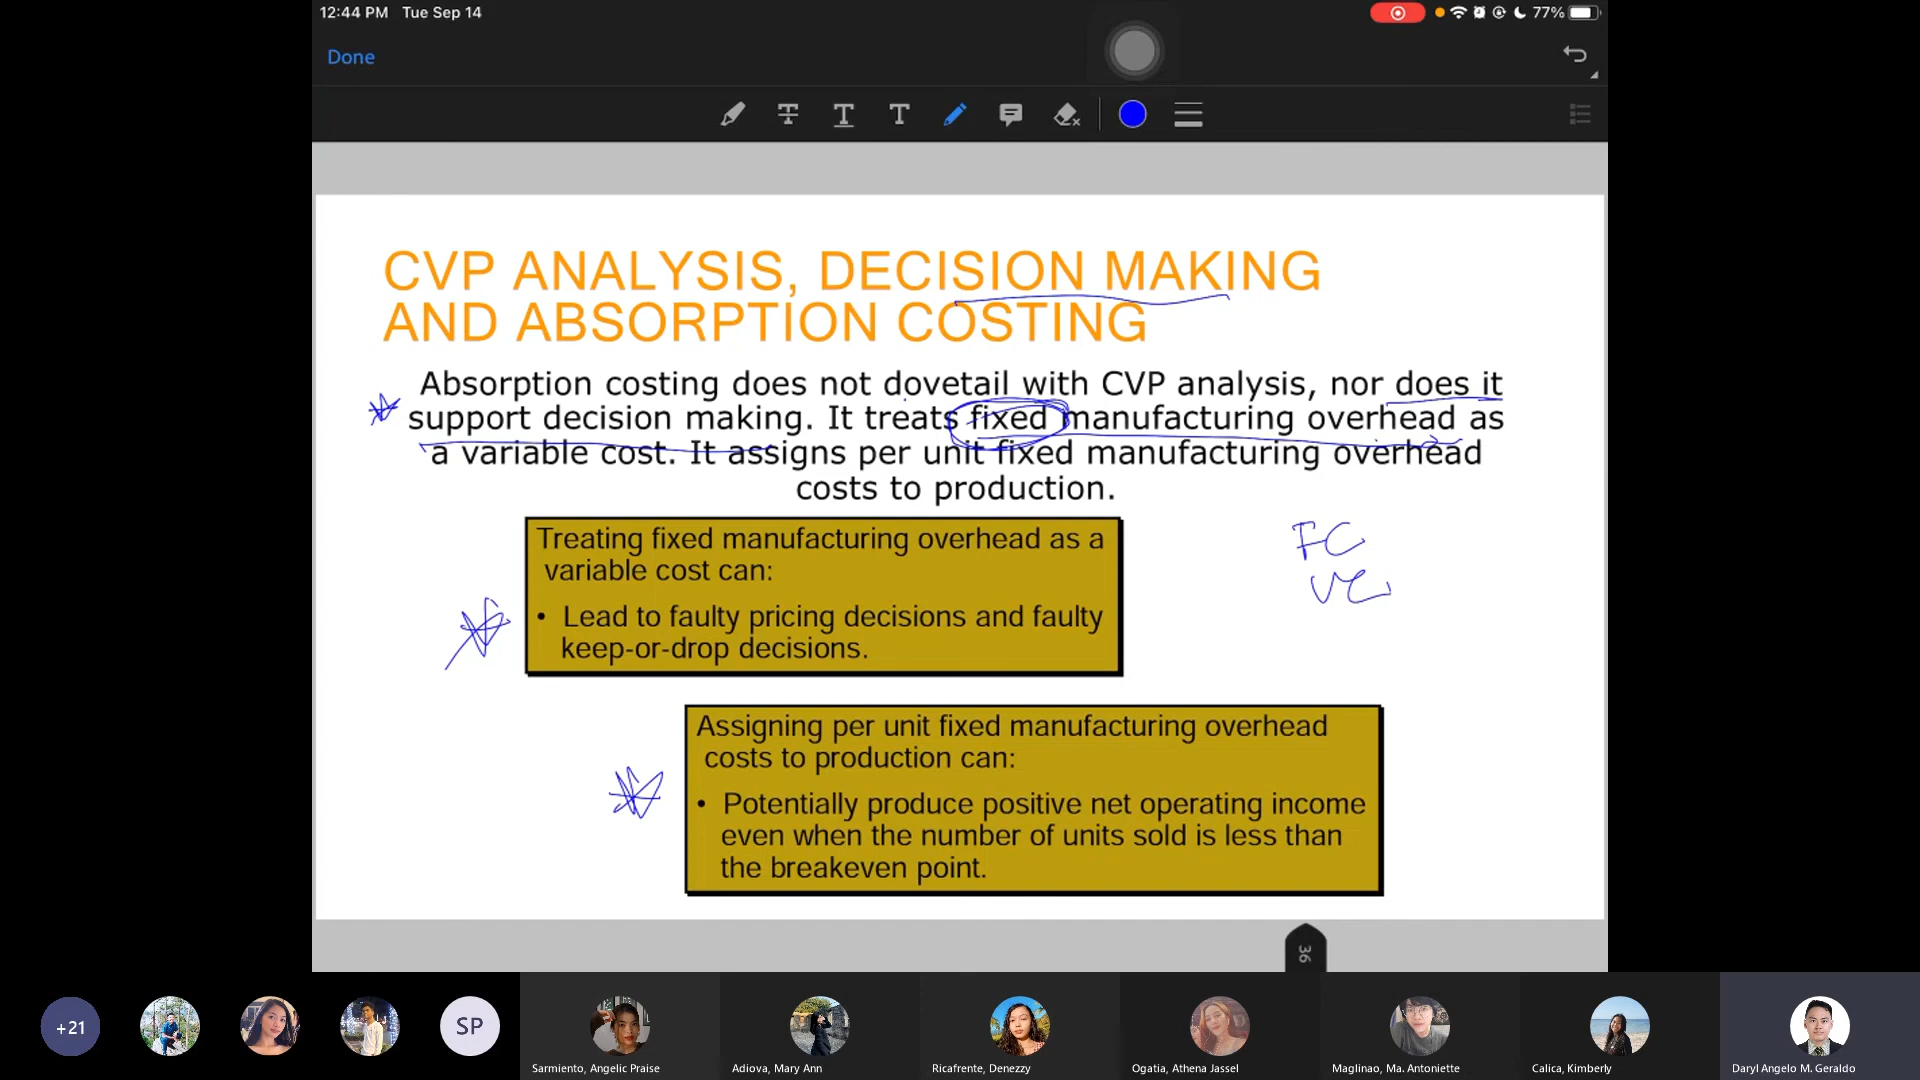 12:44 PM Tue Sep 14
77%
Done
CVP ANALYSIS, DECISION MAKING
AND ABSORPTION COSTING
Absorption costing does not dovetail with CVP analysis, nor does it
support decision making. It treats fixed manufacturing overhead as
a variable cost. It assigns per unit fixed manufacturing overhead
costs to production.
FC
VC
Treating fixed manufacturing overhead as a
variable cost can:
• Lead to faulty pricing decisions and faulty
keep-or-drop decisions.
Assigning per unit fixed manufacturing overhead
costs to production can:
• Potentially produce positive net operating income
even when the number of units sold is less than
the breakeven point.
36
+21
SP
Sarmiento, Angelic Praise
Adiova, Mary Ann
Ricafrente, Denezzy
Ogatia, Athena Jassel
Maglinao, Ma. Antoniette
Calica, Kimberly
Daryl Angelo M. Geraldo